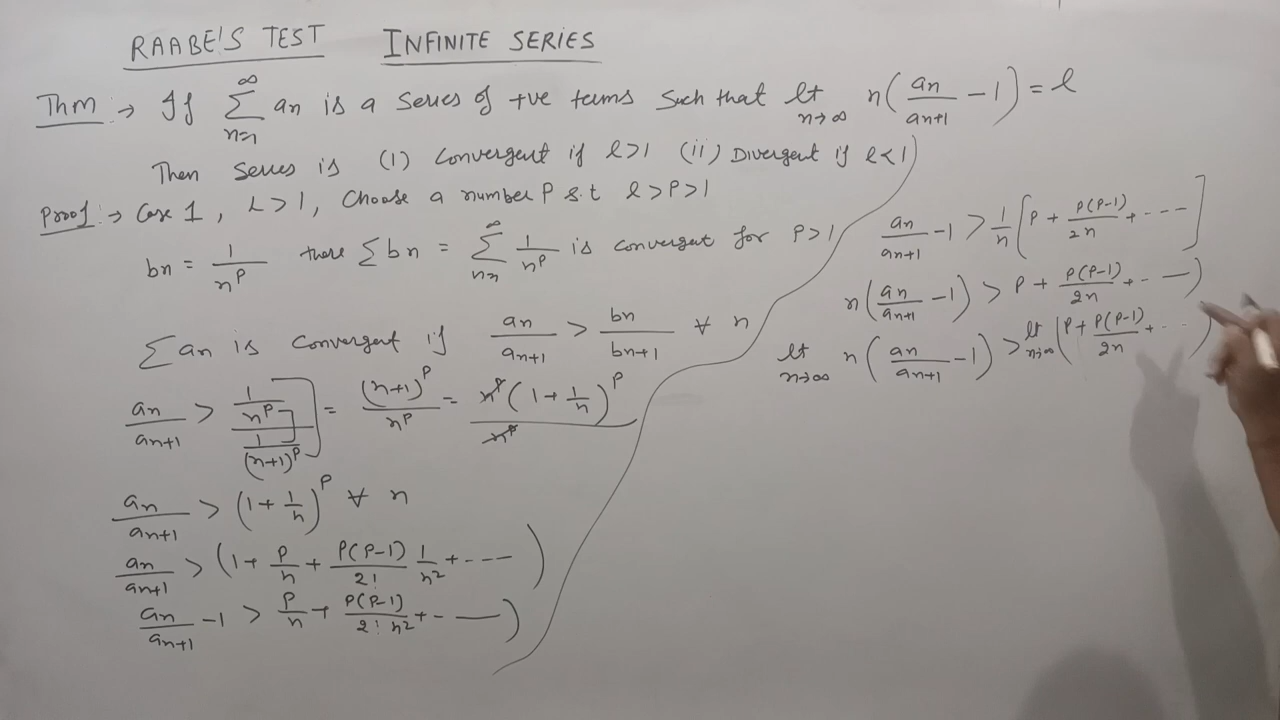 RAABE'S TEST INFINITE SERIES
Thm :→ If ∑_{n=1}^{∞} an is a series of +ve terms such that lt_{n→∞} n(an/an+1 − 1) = l
Then series is (1) Convergent if l>1 (ii) Divergent if l<1
Proof :→ Case 1, L>1, Choose a number P s.t l>P>1
bn = 1/n^P there ∑bn = ∑^{∞} 1/n^P is convergent for P>1
∑an is convergent if an/an+1 > bn/bn+1 ∀ n
an/an+1 > (1/n^P)/(1/(n+1)^P) = (n+1)^P/n^P = n^P(1+1/n)^P/n^P
an/an+1 > (1+1/n)^P ∀ n
an/an+1 > (1+ P/n + P(P-1)/2! 1/n² + ----)
an/an+1 −1 > P/n + P(P-1)/2! n² + - —)
an/an+1 −1 > 1/n [P + P(P-1)/2n + - - - -]
n(an/an+1 −1) > P + P(P-1)/2n + - - —)
lt_{n→∞} n(an/an+1 −1) > lt_{n→∞} (P + P(P-1)/2n + - - -)